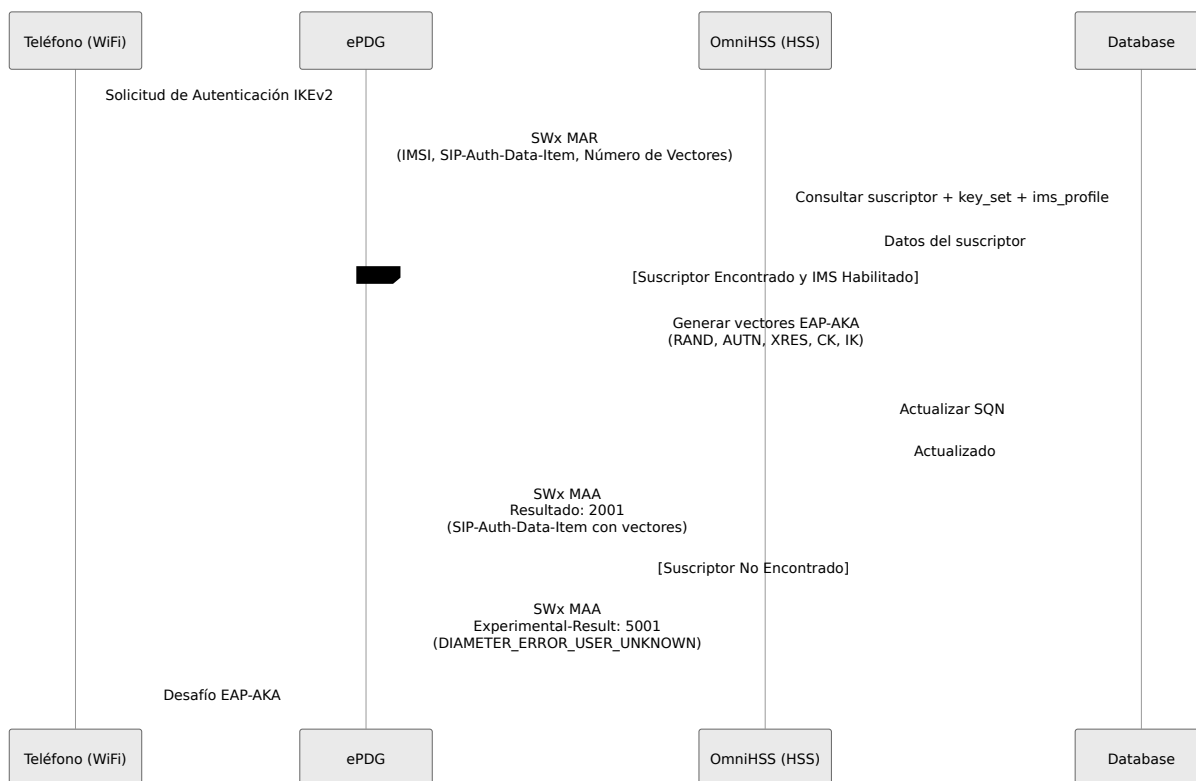 Teléfono (WiFi)
ePDG
OmniHSS (HSS)
Database
Solicitud de Autenticación IKEv2
SWx MAR
(IMSI, SIP-Auth-Data-Item, Número de Vectores)
Consultar suscriptor + key_set + ims_profile
Datos del suscriptor
[Suscriptor Encontrado y IMS Habilitado]
Generar vectores EAP-AKA
(RAND, AUTN, XRES, CK, IK)
Actualizar SQN
Actualizado
SWx MAA
Resultado: 2001
(SIP-Auth-Data-Item con vectores)
[Suscriptor No Encontrado]
SWx MAA
Experimental-Result: 5001
(DIAMETER_ERROR_USER_UNKNOWN)
Desafío EAP-AKA
Teléfono (WiFi)
ePDG
OmniHSS (HSS)
Database